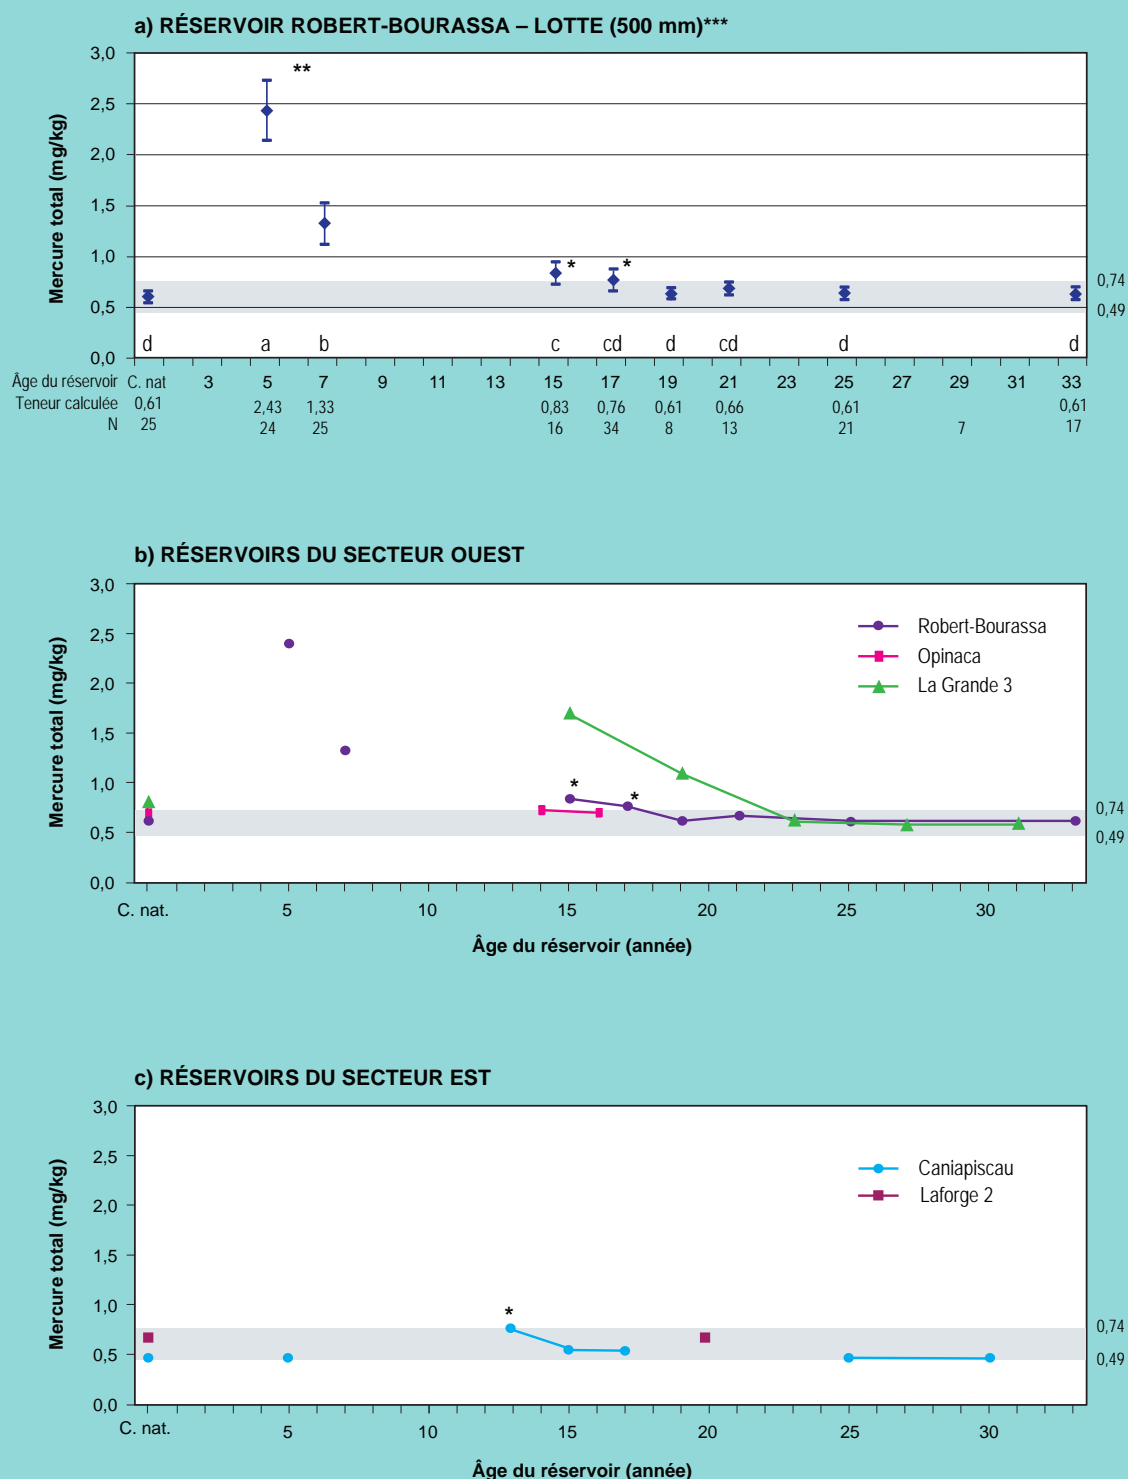 a) RÉSERVOIR ROBERT-BOURASSA – LOTTE (500 mm)***
Mercure total (mg/kg)
3,0
2,5
2,0
1,5
1,0
0,5
0,0
**
*
*
0,74
0,49
d a b c cd d cd d d
Âge du réservoir C. nat 3 5 7 9 11 13 15 17 19 21 23 25 27 29 31 33
Teneur calculée 0,61 2,43 1,33 0,83 0,76 0,61 0,66 0,61 0,61
N 25 24 25 16 34 8 13 21 7 17
b) RÉSERVOIRS DU SECTEUR OUEST
Mercure total (mg/kg)
3,0
2,5
2,0
1,5
1,0
0,5
0,0
Robert-Bourassa
Opinaca
La Grande 3
*
*
0,74
0,49
C. nat. 5 10 15 20 25 30
Âge du réservoir (année)
c) RÉSERVOIRS DU SECTEUR EST
Mercure total (mg/kg)
3,0
2,5
2,0
1,5
1,0
0,5
0,0
Caniapiscau
Laforge 2
*
0,74
0,49
C. nat. 5 10 15 20 25 30
Âge du réservoir (année)